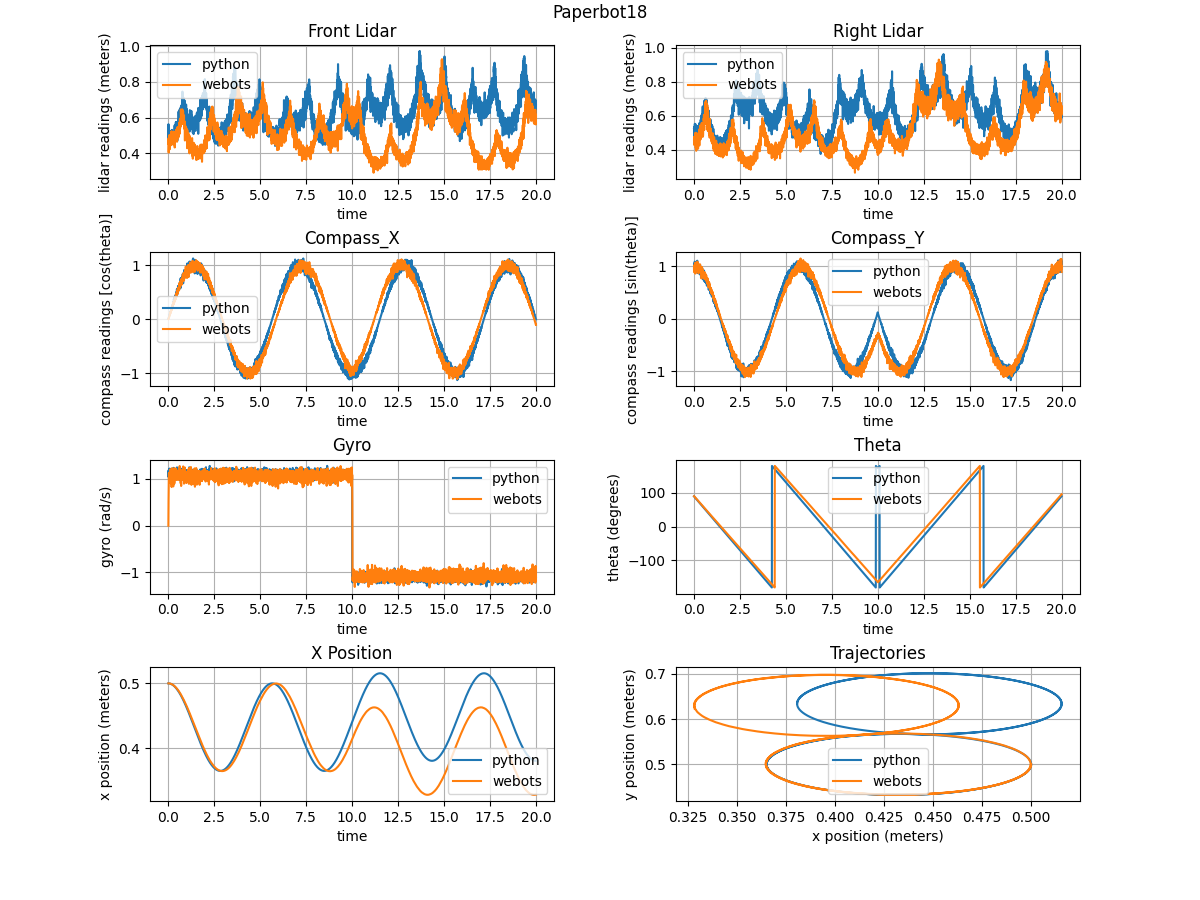 Paperbot18
Front Lidar
lidar readings (meters)
1.0
0.8
0.6
0.4
python
webots
0.0 2.5 5.0 7.5 10.0 12.5 15.0 17.5 20.0
time
Right Lidar
lidar readings (meters)
1.0
0.8
0.6
0.4
python
webots
0.0 2.5 5.0 7.5 10.0 12.5 15.0 17.5 20.0
time
Compass_X
compass readings [cos(theta)]
1
0
−1
python
webots
0.0 2.5 5.0 7.5 10.0 12.5 15.0 17.5 20.0
time
Compass_Y
compass readings [sin(theta)]
1
0
−1
python
webots
0.0 2.5 5.0 7.5 10.0 12.5 15.0 17.5 20.0
time
Gyro
gyro (rad/s)
1
0
−1
python
webots
0.0 2.5 5.0 7.5 10.0 12.5 15.0 17.5 20.0
time
Theta
theta (degrees)
100
0
−100
python
webots
0.0 2.5 5.0 7.5 10.0 12.5 15.0 17.5 20.0
time
X Position
x position (meters)
0.5
0.4
python
webots
0.0 2.5 5.0 7.5 10.0 12.5 15.0 17.5 20.0
time
Trajectories
y position (meters)
0.7
0.6
0.5
python
webots
0.325 0.350 0.375 0.400 0.425 0.450 0.475 0.500
x position (meters)